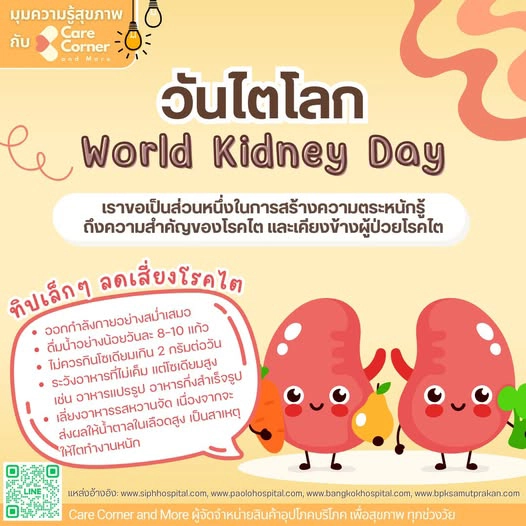 มุมความรู้สุขภาพ
กับ Care Corner and More
วันไตโลก
World Kidney Day
เราขอเป็นส่วนหนึ่งในการสร้างความตระหนักรู้
ถึงความสำคัญของโรคไต และเคียงข้างผู้ป่วยโรคไต
ทิปเล็กๆ ลดเสี่ยงโรคไต
• ออกกำลังกายอย่างสม่ำเสมอ
• ดื่มน้ำอย่างน้อยวันละ 8-10 แก้ว
• ไม่ควรกินโซเดียมเกิน 2 กรัมต่อวัน
• ระวังอาหารที่ไม่เค็ม แต่โซเดียมสูง
เช่น อาหารแปรรูป อาหารกึ่งสำเร็จรูป
• เลี่ยงอาหารรสหวานจัด เนื่องจากจะ
ส่งผลให้น้ำตาลในเลือดสูง เป็นสาเหตุ
ให้ไตทำงานหนัก
LINE
แหล่งอ้างอิง: www.siphhospital.com, www.paolohospital.com, www.bangkokhospital.com, www.bpksamutprakan.com
Care Corner and More ผู้จัดจำหน่ายสินค้าอุปโภคบริโภค เพื่อสุขภาพ ทุกช่วงวัย